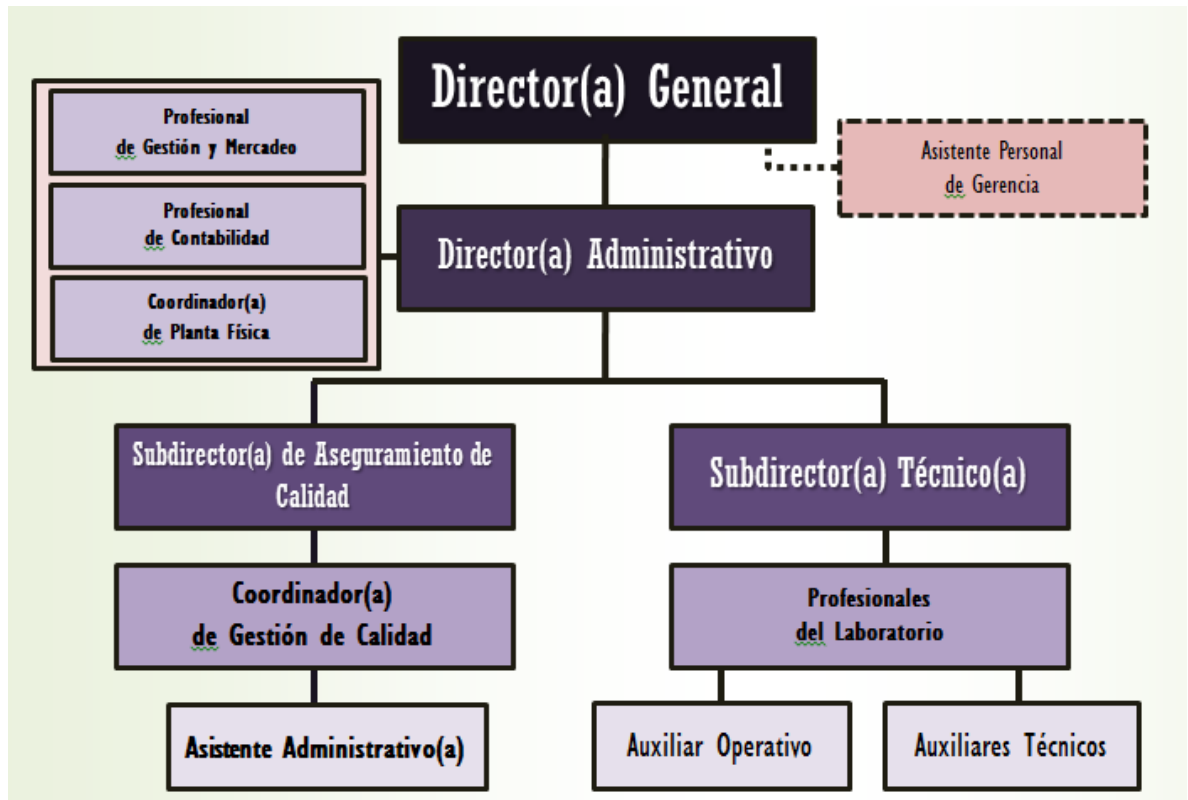 Director(a) General
Profesional
de Gestión y Mercadeo
Profesional
de Contabilidad
Coordinador(a)
de Planta Física
Asistente Personal
de Gerencia
Director(a) Administrativo
Subdirector(a) de Aseguramiento de
Calidad
Subdirector(a) Técnico(a)
Coordinador(a)
de Gestión de Calidad
Profesionales
del Laboratorio
Asistente Administrativo(a)
Auxiliar Operativo
Auxiliares Técnicos